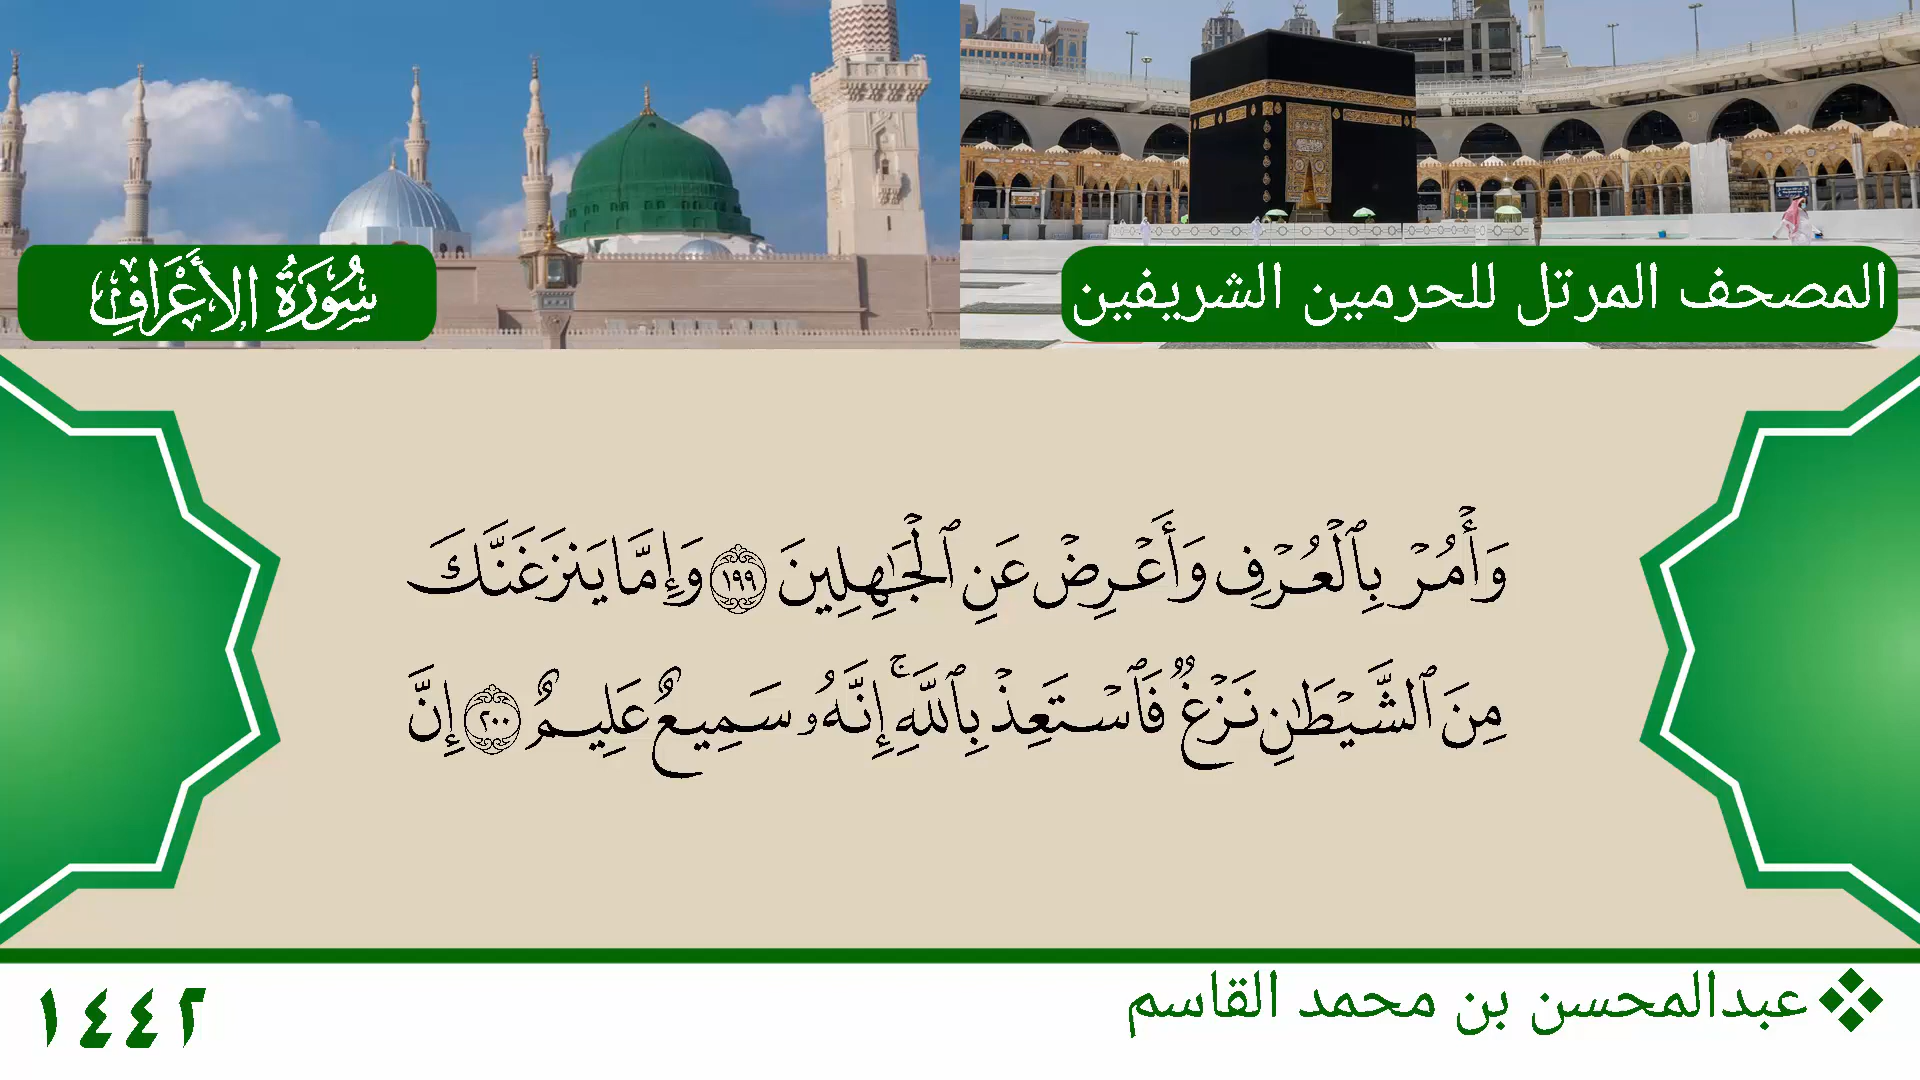 المصحف المرتل للحرمين الشريفين
سُورَةُ الأَعْرَافِ
وَأۡمُرۡ بِٱلۡعُرۡفِ وَأَعۡرِضۡ عَنِ ٱلۡجَٰهِلِينَ ١٩٩ وَإِمَّا يَنزَغَنَّكَ
مِنَ ٱلشَّيۡطَٰنِ نَزۡغٞ فَٱسۡتَعِذۡ بِٱللَّهِۚ إِنَّهُۥ سَمِيعٌ عَلِيمٌ ٢٠٠ إِنَّ
عبدالمحسن بن محمد القاسم
١٤٤٢